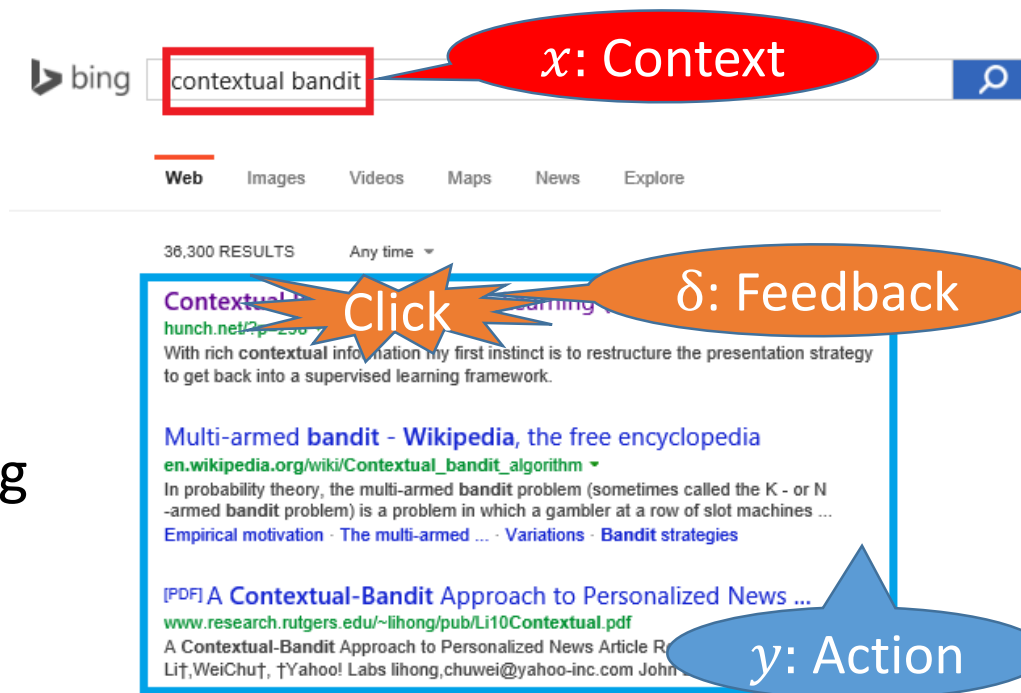 x: Context
bing
contextual bandit
Web Images Videos Maps News Explore
36,300 RESULTS Any time
Click
δ: Feedback
hunch.net/?p=298
With rich contextual information my first instinct is to restructure the presentation strategy
to get back into a supervised learning framework.
Multi-armed bandit - Wikipedia, the free encyclopedia
en.wikipedia.org/wiki/Contextual_bandit_algorithm
g
In probability theory, the multi-armed bandit problem (sometimes called the K - or N
-armed bandit problem) is a problem in which a gambler at a row of slot machines ...
Empirical motivation · The multi-armed ... · Variations · Bandit strategies
[PDF] A Contextual-Bandit Approach to Personalized News ...
www.research.rutgers.edu/~lihong/pub/Li10Contextual.pdf
A Contextual-Bandit Approach to Personalized News Article
Li†,WeiChu†, †Yahoo! Labs lihong,chuwei@yahoo-inc.com John
y: Action